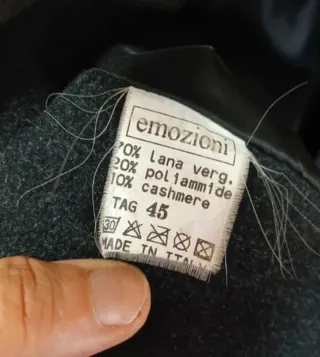 emozioni
70% lana verg.
20% poliammide
10% cashmere
TAG 45
30
MADE IN ITALY